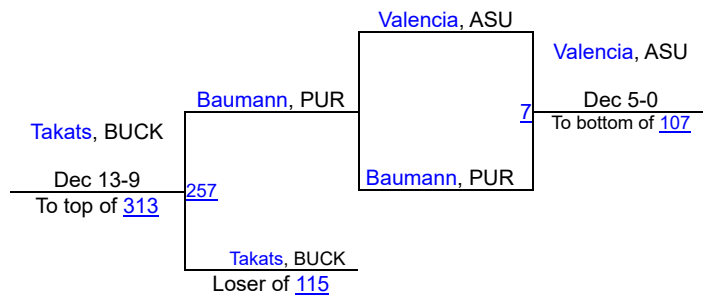 Valencia, ASU
Valencia, ASU
Baumann, PUR
7
Dec 5-0
To bottom of 107
Takats, BUCK
Dec 13-9
257
Baumann, PUR
To top of 313
Takats, BUCK
Loser of 115